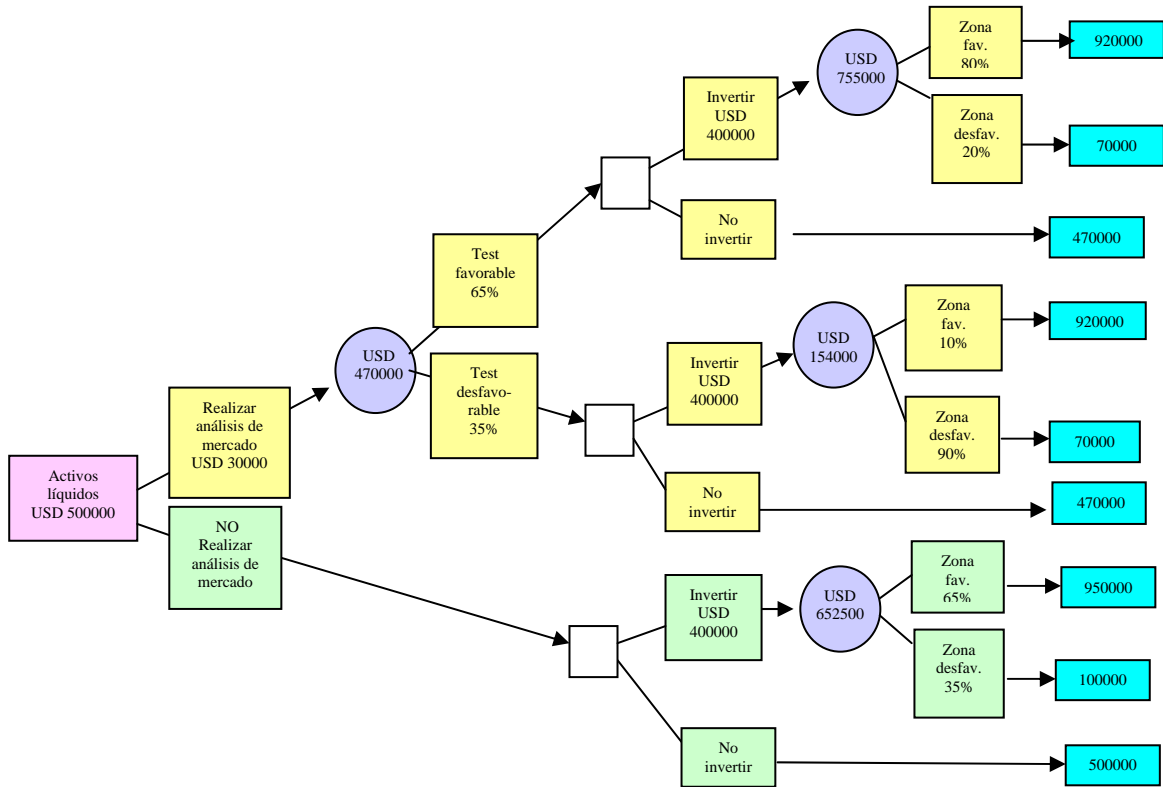 USD
755000
Zona
fav.
80%
920000
Invertir
USD
400000
Zona
desfav.
20%
70000
No
invertir
470000
Test
favorable
65%
USD
470000
Test
desfavo-
rable
35%
Invertir
USD
400000
USD
154000
Zona
fav.
10%
920000
Zona
desfav.
90%
70000
No
invertir
470000
Realizar
análisis de
mercado
USD 30000
Activos
líquidos
USD 500000
NO
Realizar
análisis de
mercado
Invertir
USD
400000
USD
652500
Zona
fav.
65%
950000
Zona
desfav.
35%
100000
No
invertir
500000